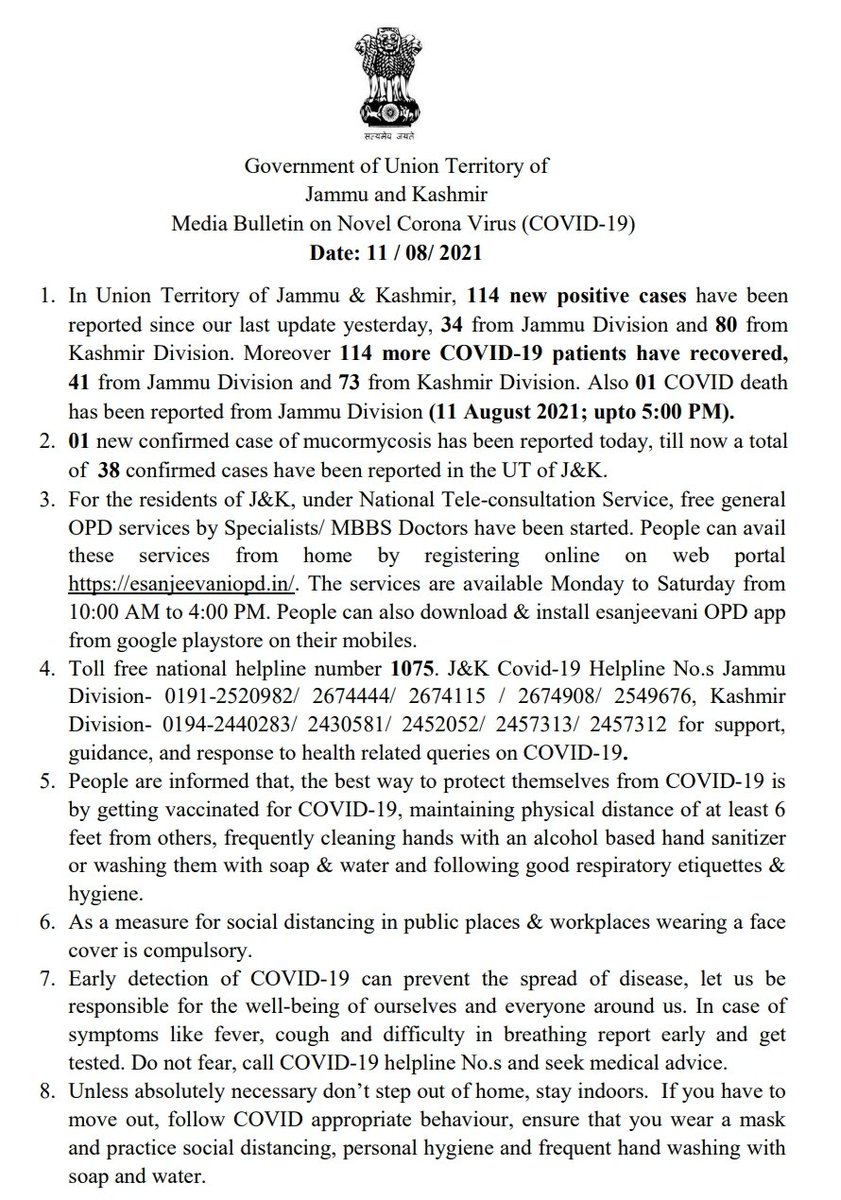 सत्यमेव जयते
Government of Union Territory of
Jammu and Kashmir
Media Bulletin on Novel Corona Virus (COVID-19)
Date: 11 / 08/ 2021
1. In Union Territory of Jammu & Kashmir, 114 new positive cases have been
reported since our last update yesterday, 34 from Jammu Division and 80 from
Kashmir Division. Moreover 114 more COVID-19 patients have recovered,
41 from Jammu Division and 73 from Kashmir Division. Also 01 COVID death
has been reported from Jammu Division (11 August 2021; upto 5:00 PM).
2. 01 new confirmed case of mucormycosis has been reported today, till now a total
of 38 confirmed cases have been reported in the UT of J&K.
3. For the residents of J&K, under National Tele-consultation Service, free general
OPD services by Specialists/ MBBS Doctors have been started. People can avail
these services from home by registering online on web portal
https://esanjeevaniopd.in/. The services are available Monday to Saturday from
10:00 AM to 4:00 PM. People can also download & install esanjeevani OPD app
from google playstore on their mobiles.
4. Toll free national helpline number 1075. J&K Covid-19 Helpline No.s Jammu
Division- 0191-2520982/ 2674444/ 2674115 / 2674908/ 2549676, Kashmir
Division- 0194-2440283/ 2430581/ 2452052/ 2457313/ 2457312 for support,
guidance, and response to health related queries on COVID-19.
5. People are informed that, the best way to protect themselves from COVID-19 is
by getting vaccinated for COVID-19, maintaining physical distance of at least 6
feet from others, frequently cleaning hands with an alcohol based hand sanitizer
or washing them with soap & water and following good respiratory etiquettes &
hygiene.
6. As a measure for social distancing in public places & workplaces wearing a face
cover is compulsory.
7. Early detection of COVID-19 can prevent the spread of disease, let us be
responsible for the well-being of ourselves and everyone around us. In case of
symptoms like fever, cough and difficulty in breathing report early and get
tested. Do not fear, call COVID-19 helpline No.s and seek medical advice.
8. Unless absolutely necessary don’t step out of home, stay indoors. If you have to
move out, follow COVID appropriate behaviour, ensure that you wear a mask
and practice social distancing, personal hygiene and frequent hand washing with
soap and water.